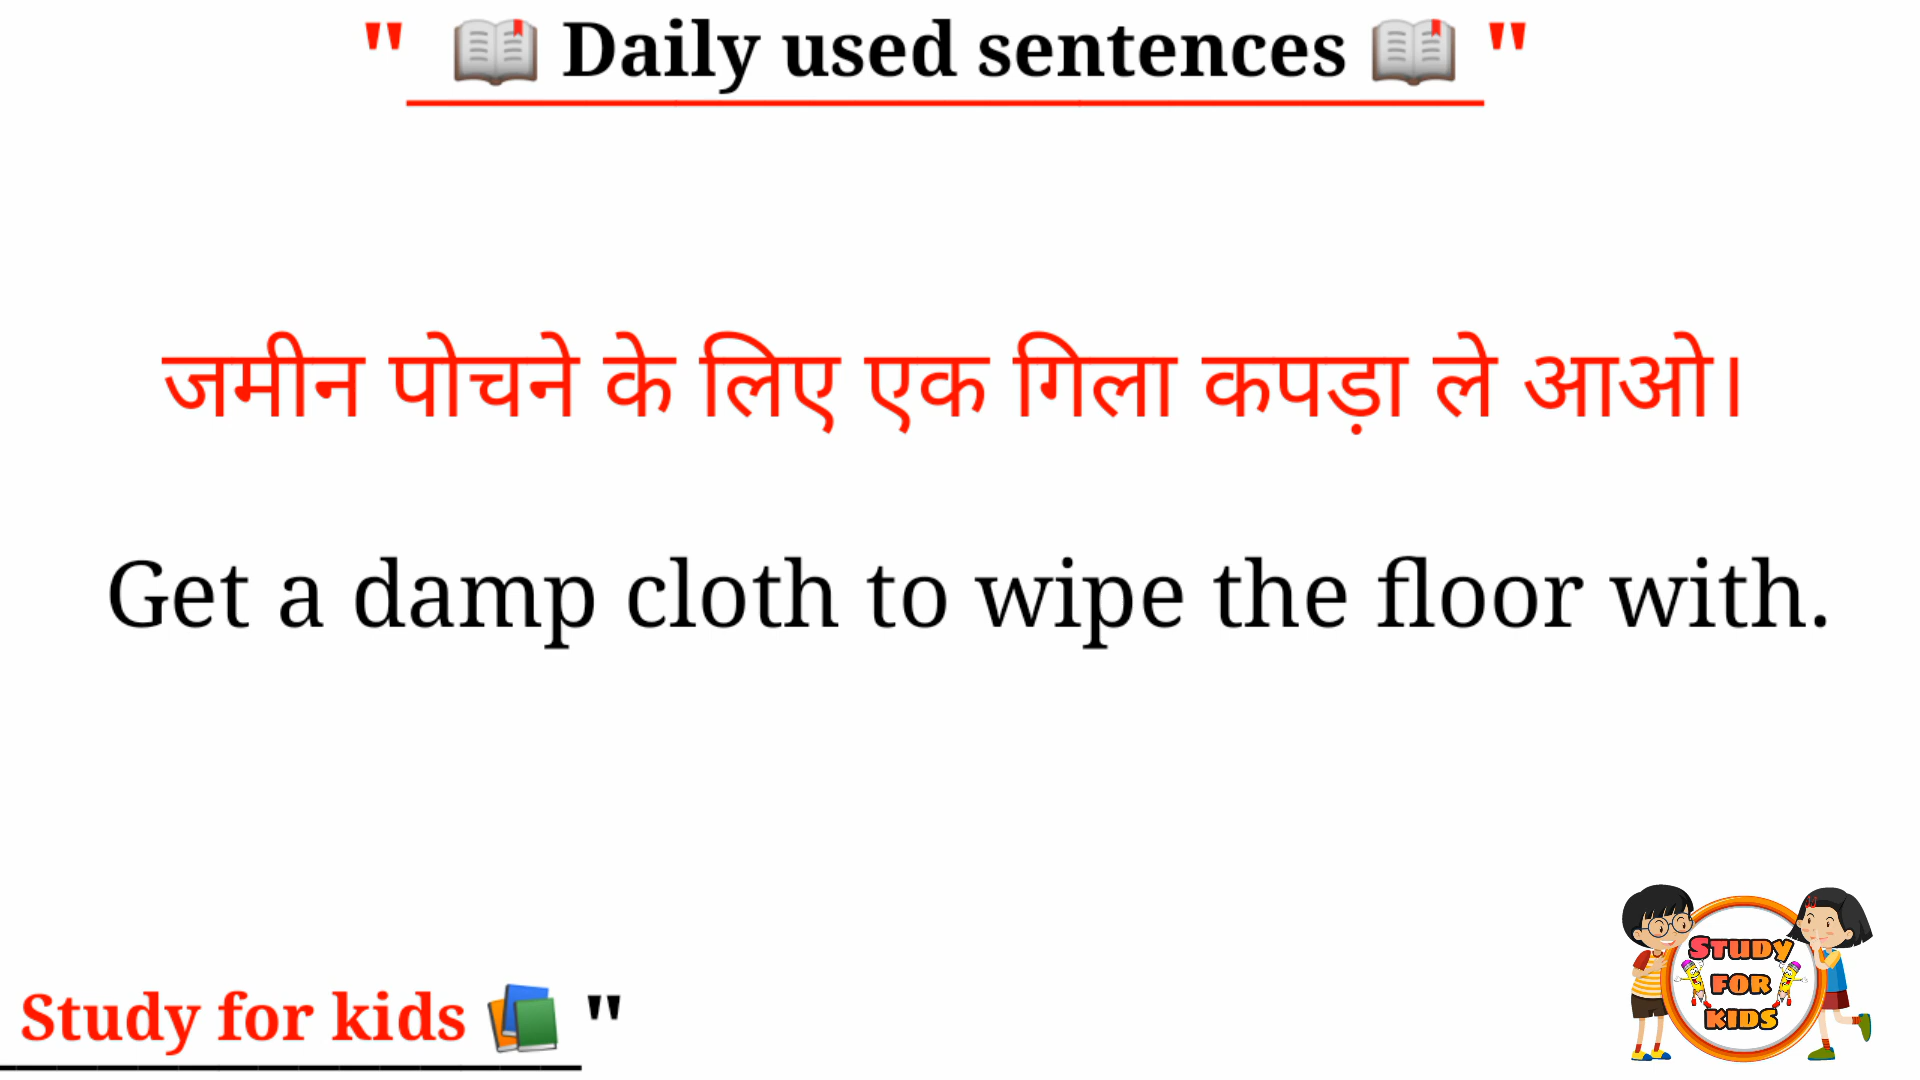 " 📖 Daily used sentences 📖 "
जमीन पोचने के लिए एक गिला कपड़ा ले आओ।
Get a damp cloth to wipe the floor with.
Study for kids 📚 "
STUDY
FOR
KIDS